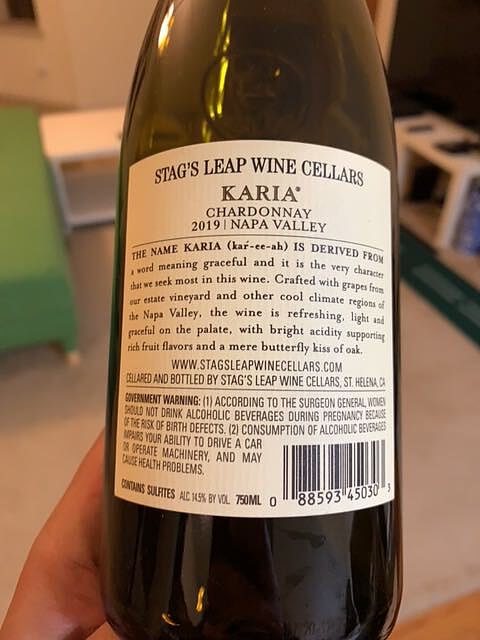 STAG'S LEAP WINE CELLARS
KARIA®
CHARDONNAY
2019 | NAPA VALLEY
THE NAME KARIA (kaŕ-ee-ah) IS DERIVED FROM
a word meaning graceful and it is the very character
that we seek most in this wine. Crafted with grapes from
our estate vineyard and other cool climate regions of
the Napa Valley, the wine is refreshing, light and
graceful on the palate, with bright acidity supporting
rich fruit flavors and a mere butterfly kiss of oak.
WWW.STAGSLEAPWINECELLARS.COM
CELLARED AND BOTTLED BY STAG'S LEAP WINE CELLARS, ST. HELENA, CA
GOVERNMENT WARNING: (1) ACCORDING TO THE SURGEON GENERAL, WOMEN
SHOULD NOT DRINK ALCOHOLIC BEVERAGES DURING PREGNANCY BECAUSE
OF THE RISK OF BIRTH DEFECTS. (2) CONSUMPTION OF ALCOHOLIC BEVERAGES
IMPAIRS YOUR ABILITY TO DRIVE A CAR
OR OPERATE MACHINERY, AND MAY
CAUSE HEALTH PROBLEMS.
CONTAINS SULFITES ALC. 14.5% BY VOL. 750ML
0 88593 45030 3